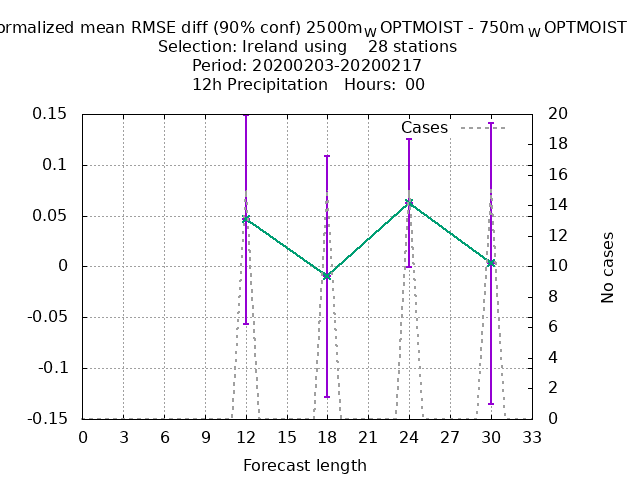 ormalized mean RMSE diff (90% conf) 2500mW OPTMOIST - 750mW OPTMOIST
Selection: Ireland using 28 stations
Period: 20200203-20200217
12h Precipitation Hours: 00
Cases
0.15
0.1
0.05
0
-0.05
-0.1
-0.15
20
18
16
14
12
10
8
6
4
2
0
No cases
0 3 6 9 12 15 18 21 24 27 30 33
Forecast length